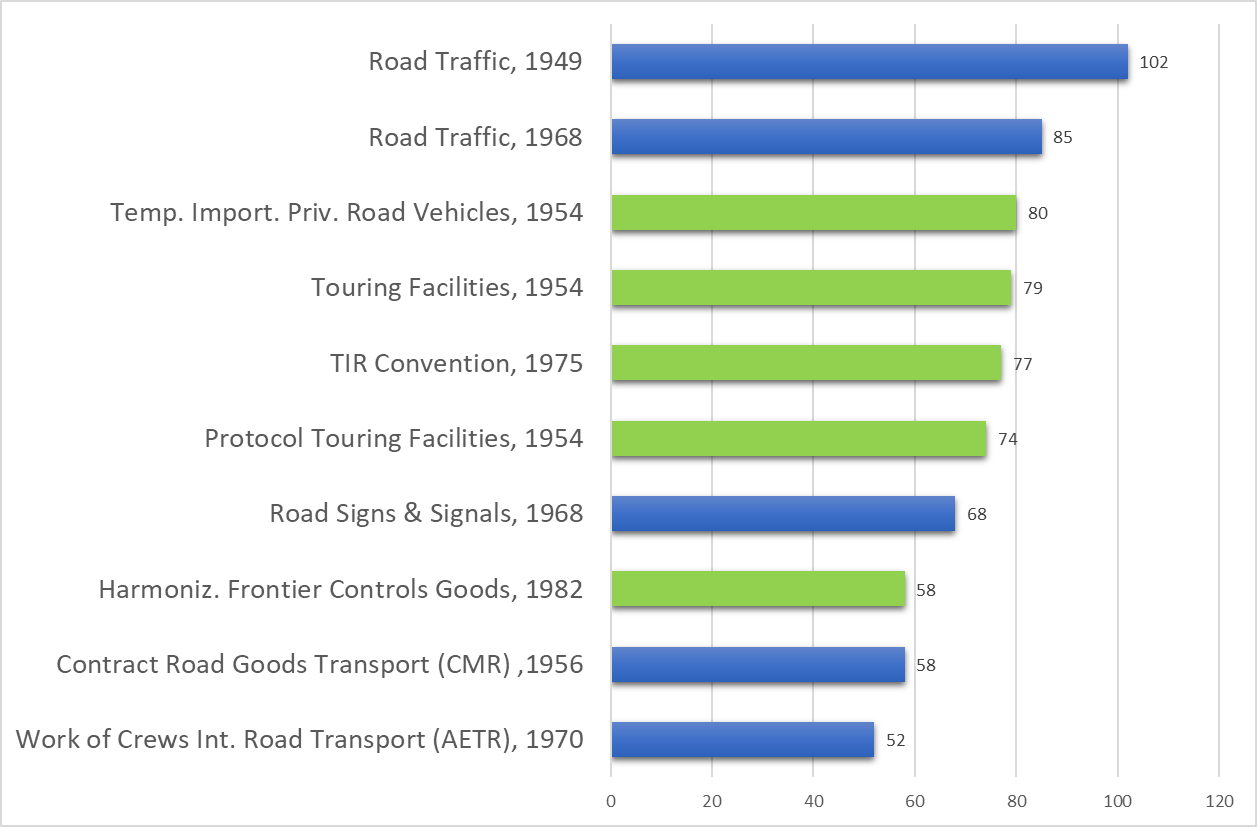 Road Traffic, 1949
102
Road Traffic, 1968
85
Temp. Import. Priv. Road Vehicles, 1954
80
Touring Facilities, 1954
79
TIR Convention, 1975
77
Protocol Touring Facilities, 1954
74
Road Signs & Signals, 1968
68
Harmoniz. Frontier Controls Goods, 1982
58
Contract Road Goods Transport (CMR) ,1956
58
Work of Crews Int. Road Transport (AETR), 1970
52
0 20 40 60 80 100 120